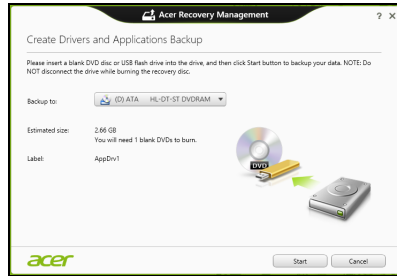 Acer Recovery Management
? X
Create Drivers and Applications Backup
Please insert a blank DVD disc or USB flash drive into the drive, and then click Start button to backup your data. NOTE: Do
NOT disconnect the drive while burning the recovery disc.
Backup to: (D) ATA HL-DT-ST DVDRAM
Estimated size: 2.66 GB
You will need 1 blank DVDs to burn.
Label: AppDrv1
DVD
acer
Start Cancel